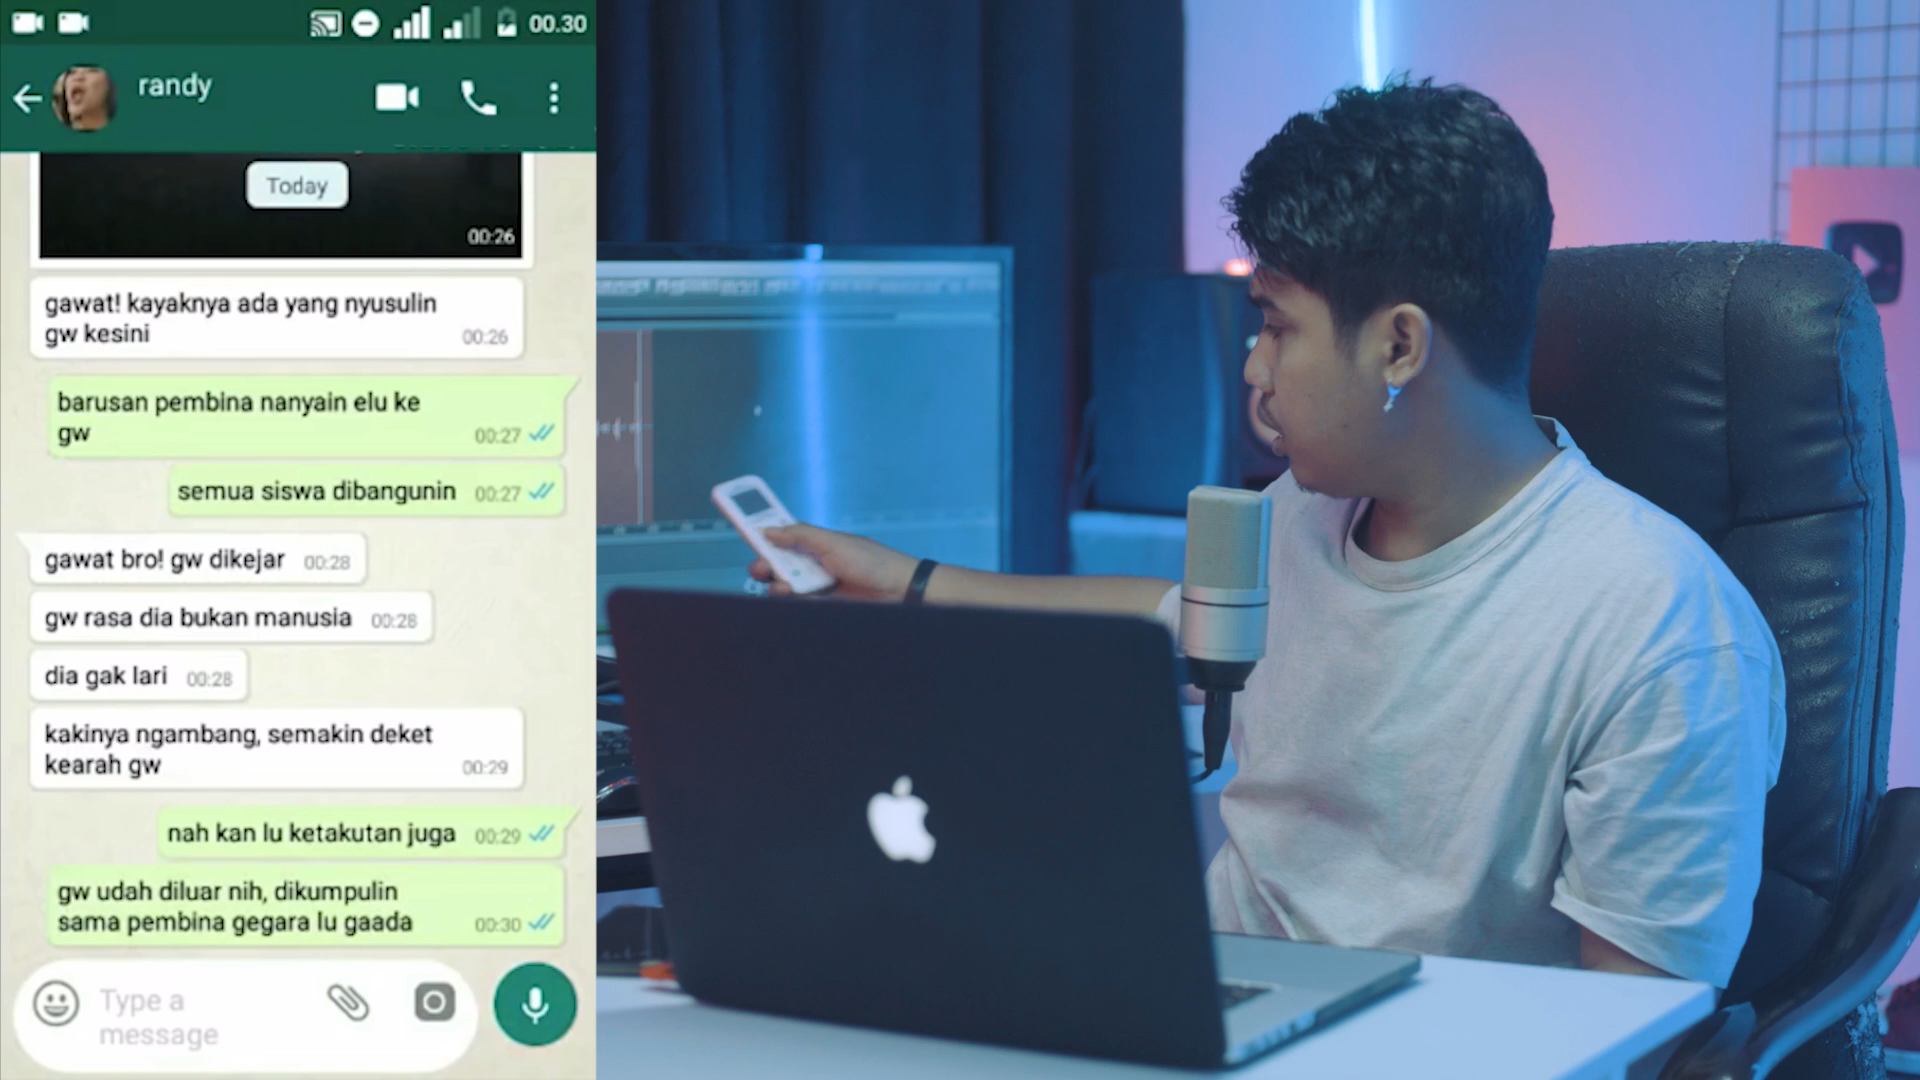 00.30
randy
Today
00:26
gawat! kayaknya ada yang nyusulin
gw kesini 00:26
barusan pembina nanyain elu ke
gw 00:27
semua siswa dibangunin 00:27
gawat bro! gw dikejar 00:28
gw rasa dia bukan manusia 00:28
dia gak lari 00:28
kakinya ngambang, semakin deket
kearah gw 00:29
nah kan lu ketakutan juga 00:29
gw udah diluar nih, dikumpulin
sama pembina gegara lu gaada 00:30
Type a
message